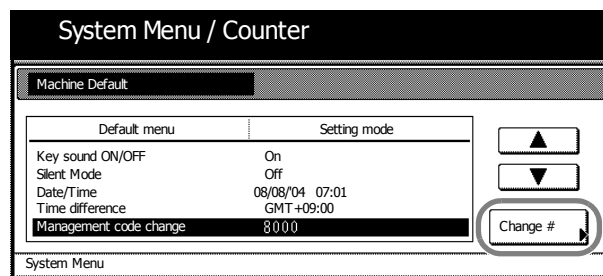 System Menu / Counter
Machine Default
Default menu Setting mode
Key sound ON/OFF On
Silent Mode Off
Date/Time 08/08/'04 07:01
Time difference GMT+09:00
Management code change 8000
Change #
System Menu